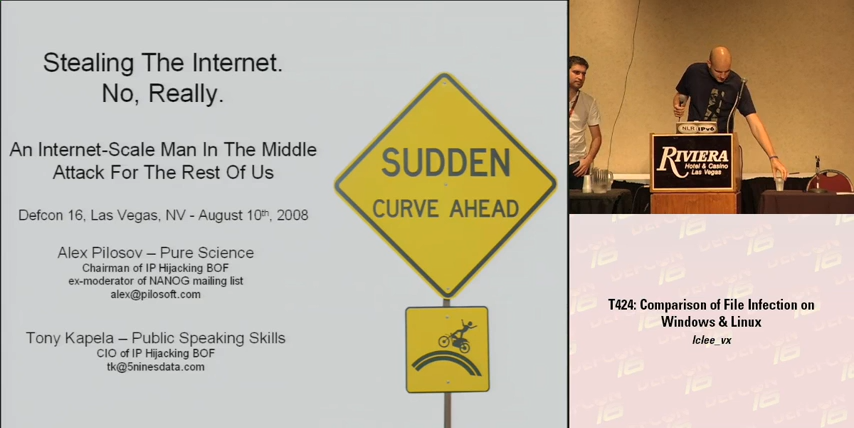 Stealing The Internet.
No, Really.
An Internet-Scale Man In The Middle
Attack For The Rest Of Us
Defcon 16, Las Vegas, NV - August 10th, 2008
Alex Pilosov – Pure Science
Chairman of IP Hijacking BOF
ex-moderator of NANOG mailing list
alex@pilosoft.com
Tony Kapela – Public Speaking Skills
CIO of IP Hijacking BOF
tk@5ninesdata.com
SUDDEN
CURVE AHEAD
NLR IPv6
RIVIERA
Hotel & Casino
Las Vegas
T424: Comparison of File Infection on
Windows & Linux
lclee_vx
DEFCON 16